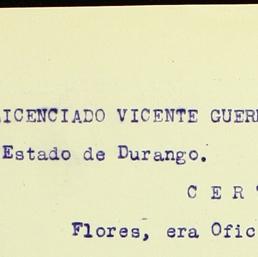 LICENCIADO VICENTE GUER
Estado de Durango.
C E R T
Flores, era Ofic